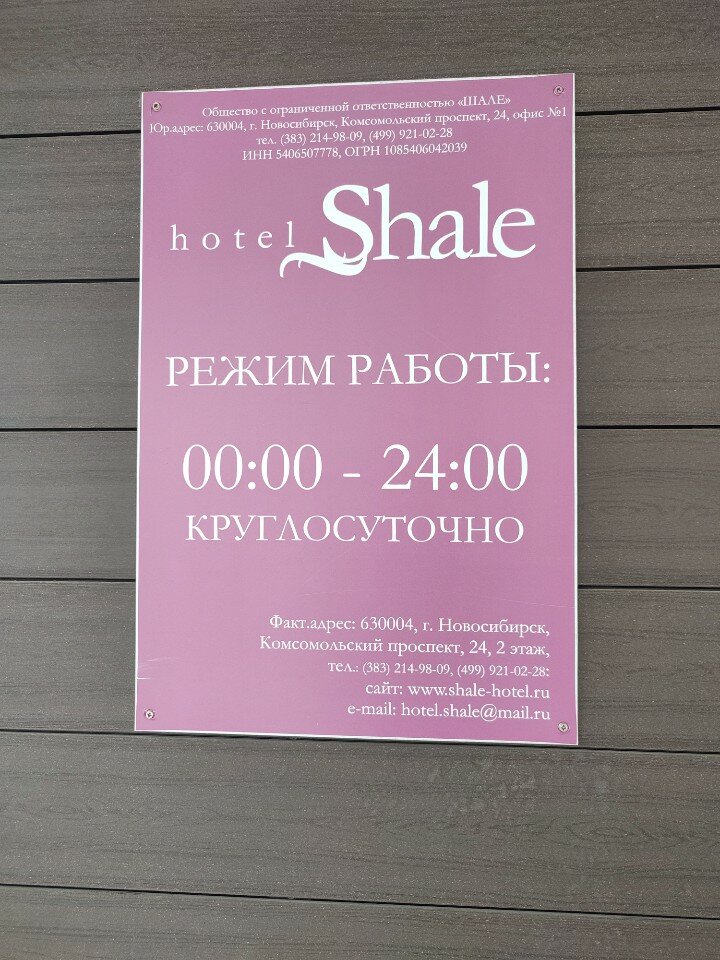 Общество с ограниченной ответственностью «ШАЛЕ»
Юр.адрес: 630004, г. Новосибирск, Комсомольский проспект, 24, офис №1
тел. (383) 214-98-09, (499) 921-02-28
ИНН 5406507778, ОГРН 1085406042039
hotel Shale
РЕЖИМ РАБОТЫ:
00:00 - 24:00
КРУГЛОСУТОЧНО
Факт.адрес: 630004, г. Новосибирск,
Комсомольский проспект, 24, 2 этаж,
тел.: (383) 214-98-09, (499) 921-02-28:
сайт: www.shale-hotel.ru
e-mail: hotel.shale@mail.ru